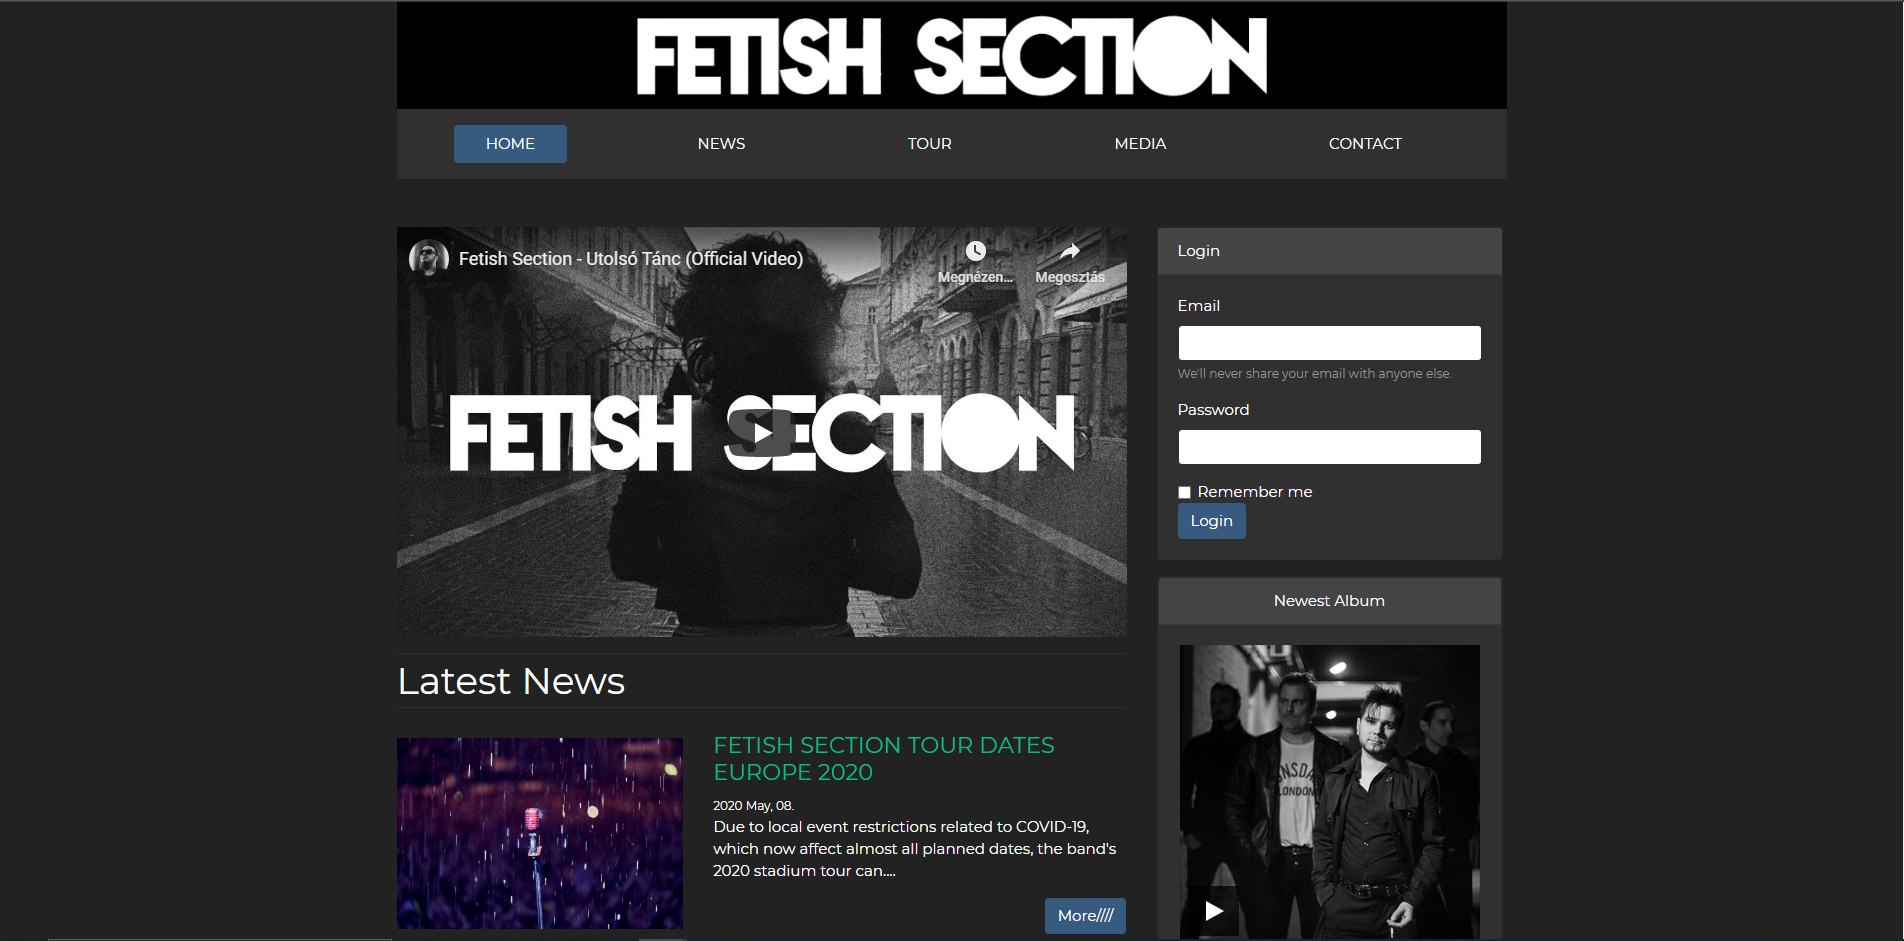 FETISH SECTION
HOME
NEWS
TOUR
MEDIA
CONTACT
Fetish Section - Utolsó Tánc (Official Video)
Megnézen...
Megosztás
FETISH SECTION
Latest News
FETISH SECTION TOUR DATES
EUROPE 2020
2020 May, 08.
Due to local event restrictions related to COVID-19,
which now affect almost all planned dates, the band's
2020 stadium tour can....
More////
Login
Email
We'll never share your email with anyone else.
Password
Remember me
Login
Newest Album
LONDON